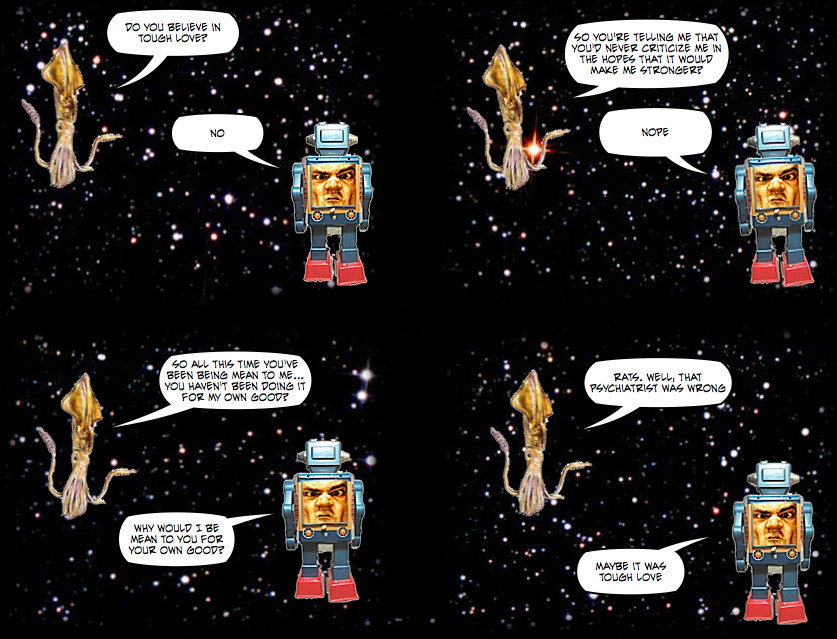 DO YOU BELIEVE IN
TOUGH LOVE?
NO
SO YOU'RE TELLING ME THAT
YOU'D NEVER CRITICIZE ME IN
THE HOPES THAT IT WOULD
MAKE ME STRONGER?
NOPE
SO ALL THIS TIME YOU'VE
BEEN BEING MEAN TO ME...
YOU HAVEN'T BEEN DOING IT
FOR MY OWN GOOD?
WHY WOULD I BE
MEAN TO YOU FOR
YOUR OWN GOOD?
RATS. WELL, THAT
PSYCHIATRIST WAS WRONG
MAYBE IT WAS
TOUGH LOVE